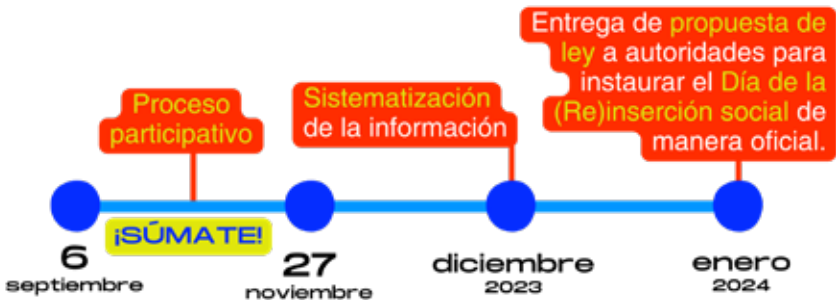 Proceso
participativo
Sistematización
de la información
Entrega de propuesta de
ley a autoridades para
instaurar el Día de la
(Re)inserción social de
manera oficial.
¡SÚMATE!
6
septiembre
27
noviembre
diciembre
2023
enero
2024